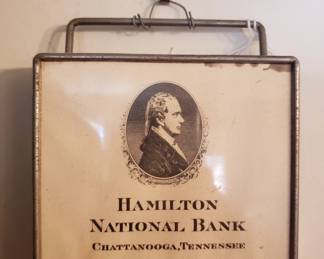 HAMILTON
NATIONAL BANK
CHATTANOOGA, TENNESSEE